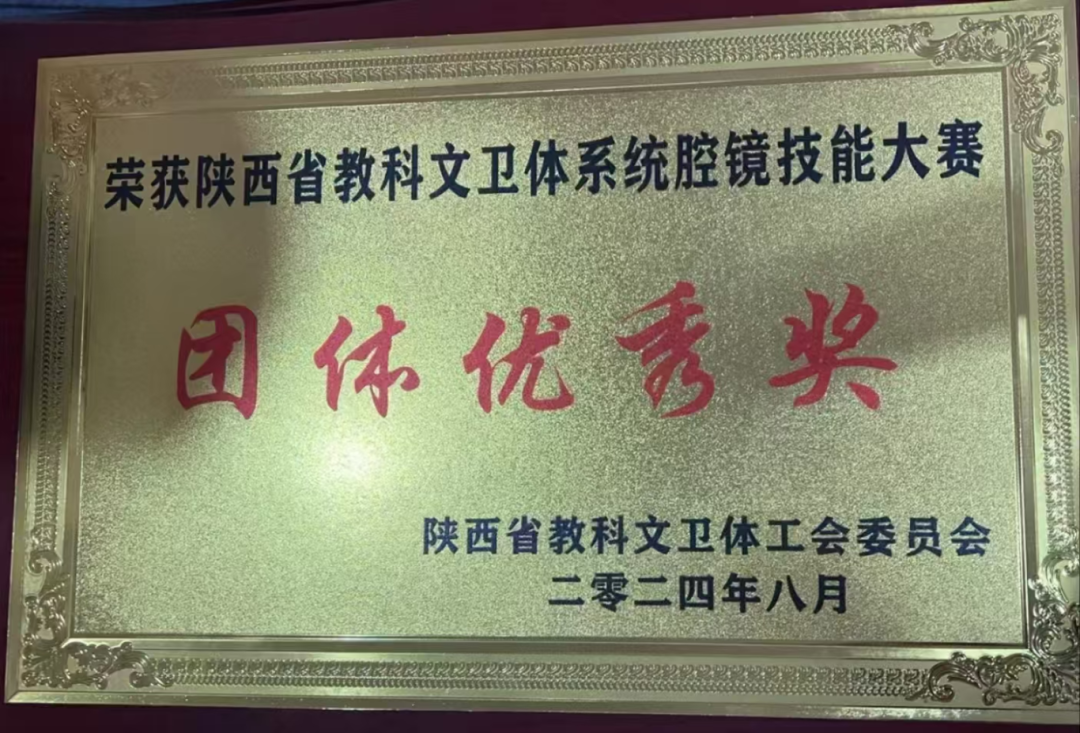 荣获陕西省教科文卫体系统腔镜技能大赛
团体优秀奖
陕西省教科文卫体工会委员会
二零二四年八月